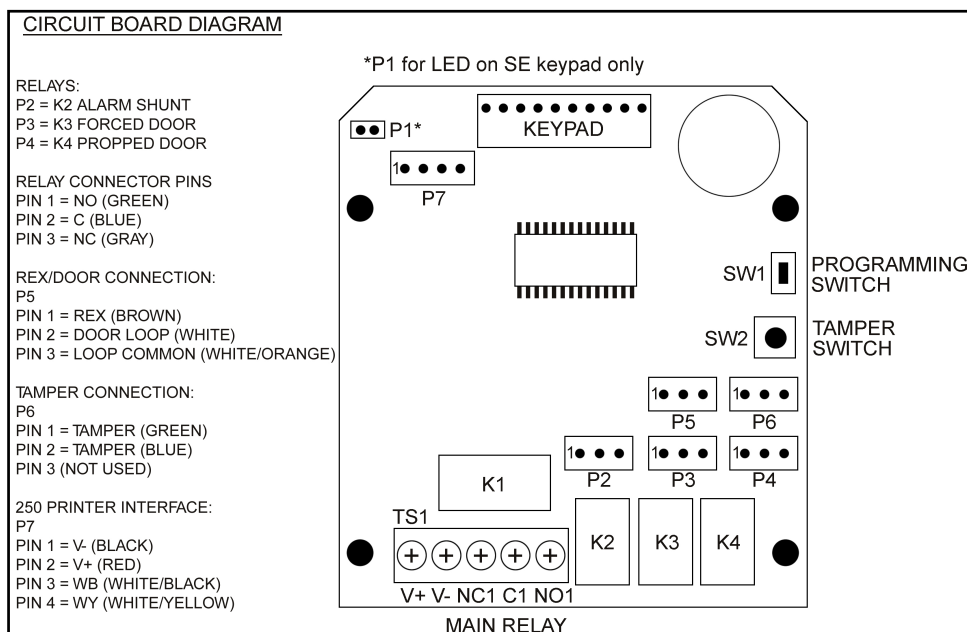 CIRCUIT BOARD DIAGRAM
RELAYS:
P2 = K2 ALARM SHUNT
P3 = K3 FORCED DOOR
P4 = K4 PROPPED DOOR
RELAY CONNECTOR PINS
PIN 1 = NO (GREEN)
PIN 2 = C (BLUE)
PIN 3 = NC (GRAY)
REX/DOOR CONNECTION:
P5
PIN 1 = REX (BROWN)
PIN 2 = DOOR LOOP (WHITE)
PIN 3 = LOOP COMMON (WHITE/ORANGE)
TAMPER CONNECTION:
P6
PIN 1 = TAMPER (GREEN)
PIN 2 = TAMPER (BLUE)
PIN 3 (NOT USED)
250 PRINTER INTERFACE:
P7
PIN 1 = V- (BLACK)
PIN 2 = V+ (RED)
PIN 3 = WB (WHITE/BLACK)
PIN 4 = WY (WHITE/YELLOW)
*P1 for LED on SE keypad only
P1*
KEYPAD
1
P7
SW1
PROGRAMMING
SWITCH
SW2
TAMPER
SWITCH
1 1
P5 P6
1 1 1
P2 P3 P4
K1
TS1
K2 K3 K4
V+ V- NC1 C1 NO1
MAIN RELAY